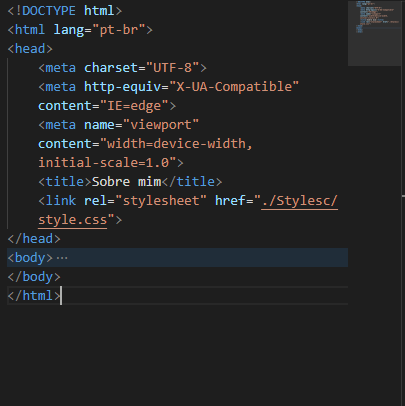 <!DOCTYPE html>
<html lang="pt-br">
<head>
<meta charset="UTF-8">
<meta http-equiv="X-UA-Compatible"
content="IE=edge">
<meta name="viewport"
content="width=device-width,
initial-scale=1.0">
<title>Sobre mim</title>
<link rel="stylesheet" href="./Stylesc/
style.css">
</head>
<body>⋯
</body>
</html>